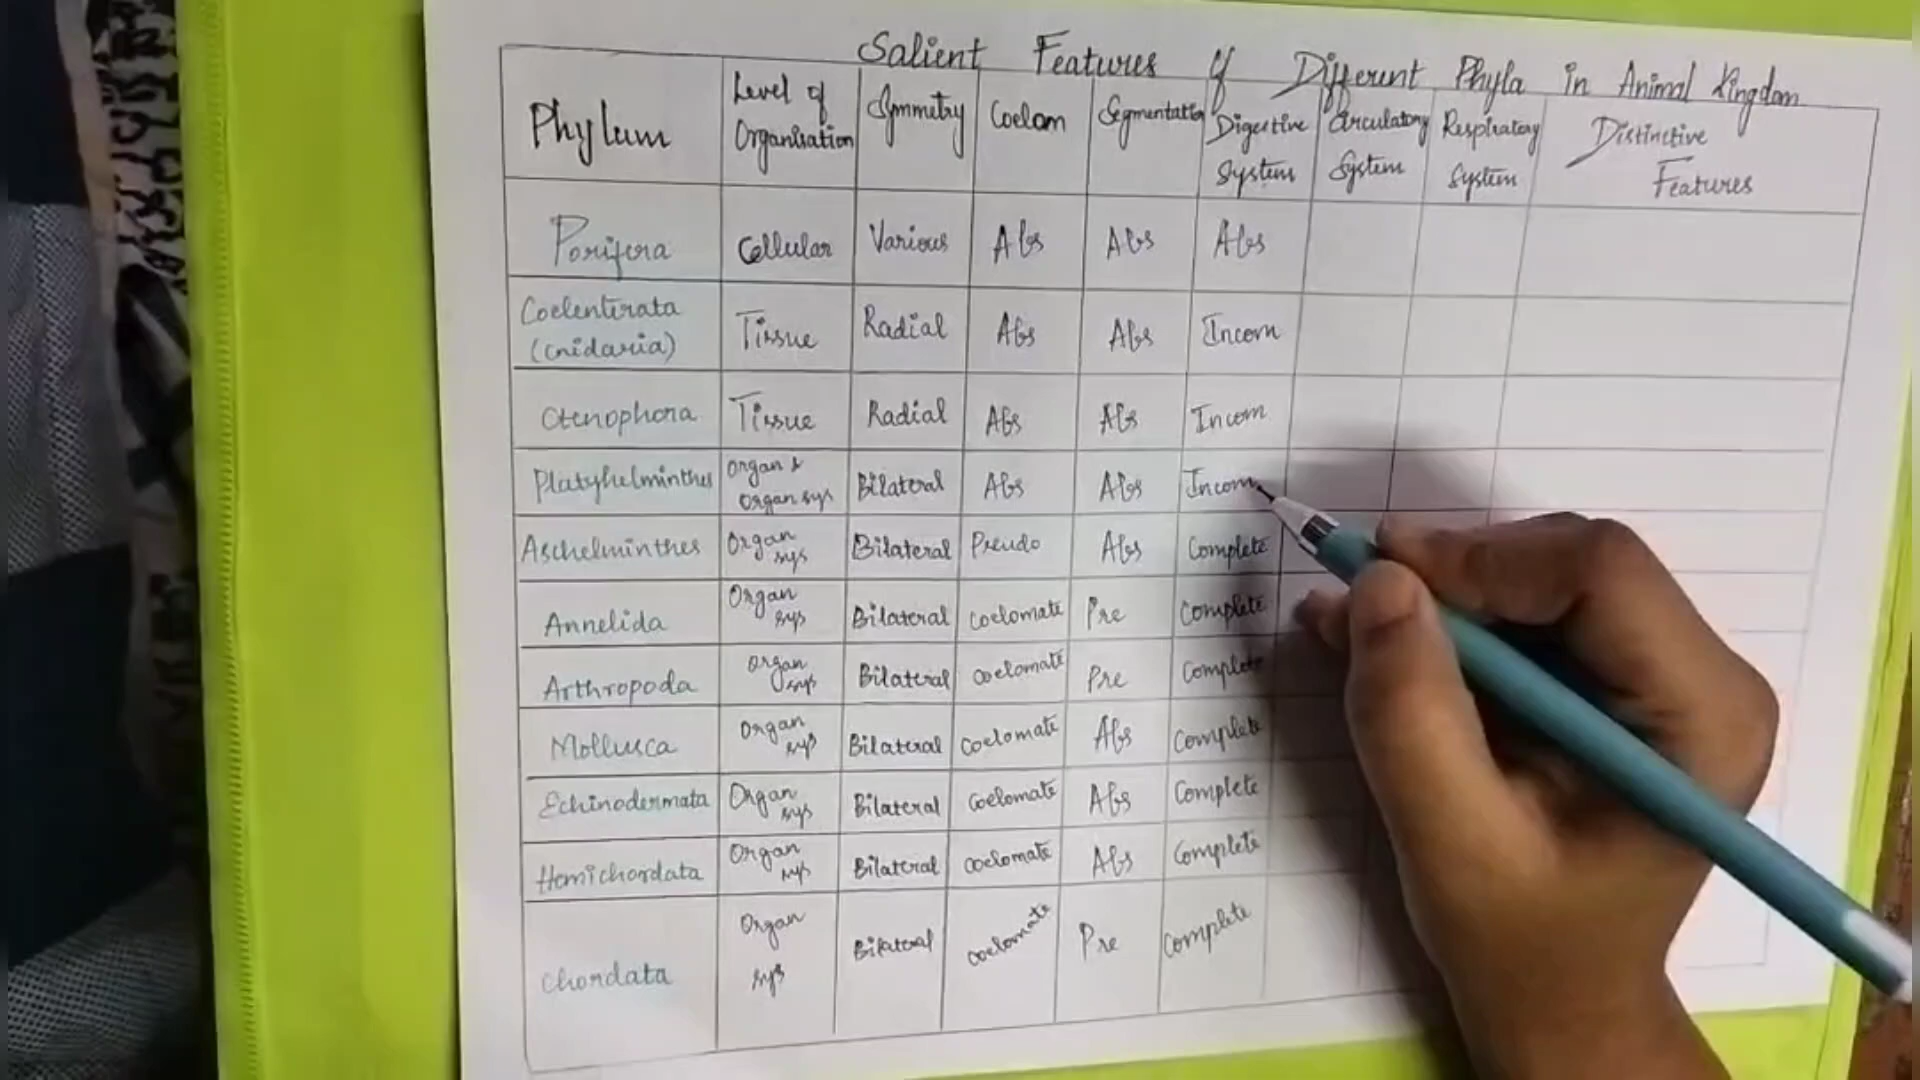 Salient Features of Different Phyla in Animal Kingdom
Phylum
Level of
Organisation
Symmetry
Coelom
Segmentation
Digestive
System
Circulatory
System
Respiratory
System
Distinctive
Features
Porifera
Cellular
Various
Abs
Abs
Abs
Coelenterata
(Cnidaria)
Tissue
Radial
Abs
Abs
Incom
Ctenophora
Tissue
Radial
Abs
Abs
Incom
Platyhelminthes
Organ &
Organ sys
Bilateral
Abs
Abs
Incom
Aschelminthes
Organ
sys
Bilateral
Pseudo
Abs
Complete
Annelida
Organ
sys
Bilateral
Coelomate
Pre
Complete
Arthropoda
Organ
sys
Bilateral
Coelomate
Pre
Complete
Mollusca
Organ
sys
Bilateral
Coelomate
Abs
Complete
Echinodermata
Organ
sys
Bilateral
Coelomate
Abs
Complete
Hemichordata
Organ
sys
Bilateral
Coelomate
Abs
Complete
Chordata
Organ
sys
Bilateral
Coelomate
Pre
Complete